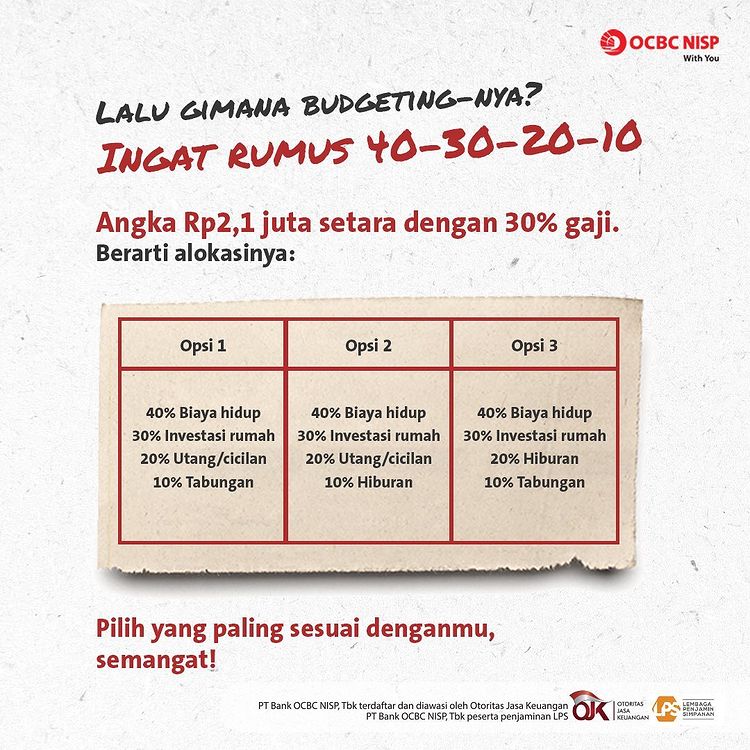 OCBC NISP
With You
LALU GIMANA BUDGETING-NYA?
INGAT RUMUS 40-30-20-10
Angka Rp2,1 juta setara dengan 30% gaji.
Berarti alokasinya:
Opsi 1
40% Biaya hidup
30% Investasi rumah
20% Utang/cicilan
10% Tabungan
Opsi 2
40% Biaya hidup
30% Investasi rumah
20% Utang/cicilan
10% Hiburan
Opsi 3
40% Biaya hidup
30% Investasi rumah
20% Hiburan
10% Tabungan
Pilih yang paling sesuai denganmu,
semangat!
PT Bank OCBC NISP, Tbk terdaftar dan diawasi oleh Otoritas Jasa Keuangan
PT Bank OCBC NISP, Tbk peserta penjaminan LPS
OJK
OTORITAS
JASA
KEUANGAN
LPS
LEMBAGA
PENJAMIN
SIMPANAN